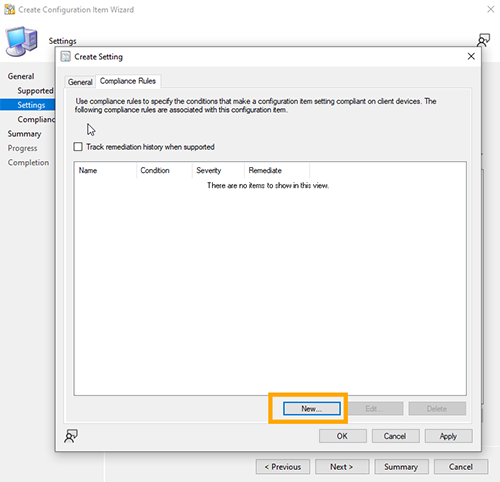 Create Configuration Item Wizard
Settings
General
Supported
Settings
Complianc
Summary
Progress
Completion
Create Setting
General
Compliance Rules
Use compliance rules to specify the conditions that make a configuration item setting compliant on client devices. The
following compliance rules are associated with this configuration item.
Track remediation history when supported
Name Condition Severity Remediate
There are no items to show in this view.
New... Edit... Delete
OK Cancel Apply
< Previous Next > Summary Cancel